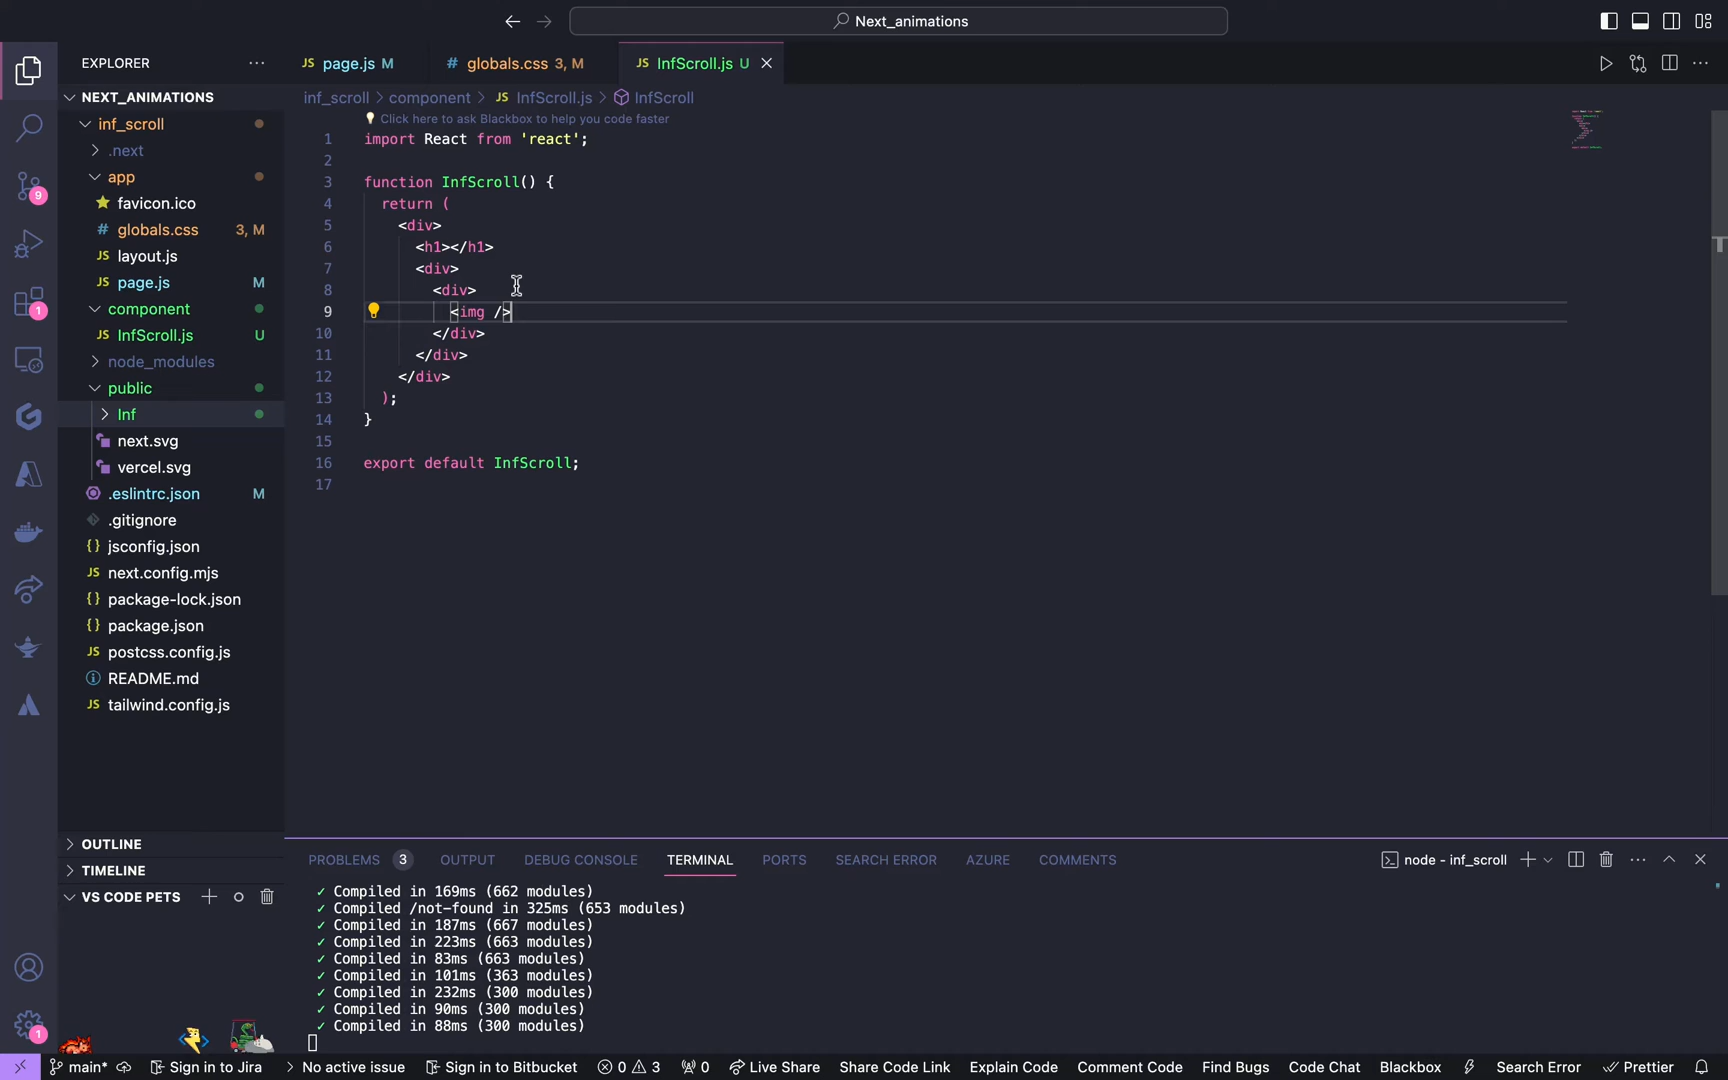 Next_animations
EXPLORER
page.js M
globals.css 3, M
InfScroll.js U
NEXT_ANIMATIONS
inf_scroll
.next
app
favicon.ico
globals.css 3, M
layout.js
page.js M
component
InfScroll.js U
node_modules
public
Inf
next.svg
vercel.svg
.eslintrc.json M
.gitignore
jsconfig.json
next.config.mjs
package-lock.json
package.json
postcss.config.js
README.md
tailwind.config.js
OUTLINE
TIMELINE
VS CODE PETS
9
1
1
inf_scroll > component > JS InfScroll.js > InfScroll
Click here to ask Blackbox to help you code faster
1 import React from 'react';
2
3 function InfScroll() {
4 return (
5 <div>
6 <h1></h1>
7 <div>
8 <div>
9 <img />
10 </div>
11 </div>
12 </div>
13 );
14 }
15
16 export default InfScroll;
17
PROBLEMS 3 OUTPUT DEBUG CONSOLE TERMINAL PORTS SEARCH ERROR AZURE COMMENTS
node - inf_scroll
✓ Compiled in 169ms (662 modules)
✓ Compiled /not-found in 325ms (653 modules)
✓ Compiled in 187ms (667 modules)
✓ Compiled in 223ms (663 modules)
✓ Compiled in 83ms (663 modules)
✓ Compiled in 101ms (363 modules)
✓ Compiled in 232ms (300 modules)
✓ Compiled in 90ms (300 modules)
✓ Compiled in 88ms (300 modules)
main* Sign in to Jira No active issue Sign in to Bitbucket 0 3 0 Live Share Share Code Link Explain Code Comment Code Find Bugs Code Chat Blackbox Search Error Prettier